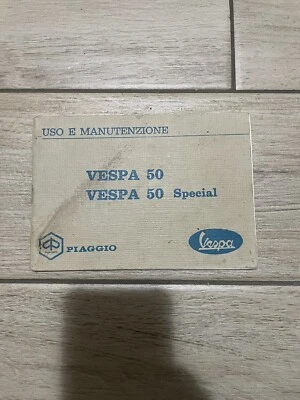 USO E MANUTENZIONE
VESPA 50
VESPA 50 Special
PIAGGIO
Vespa